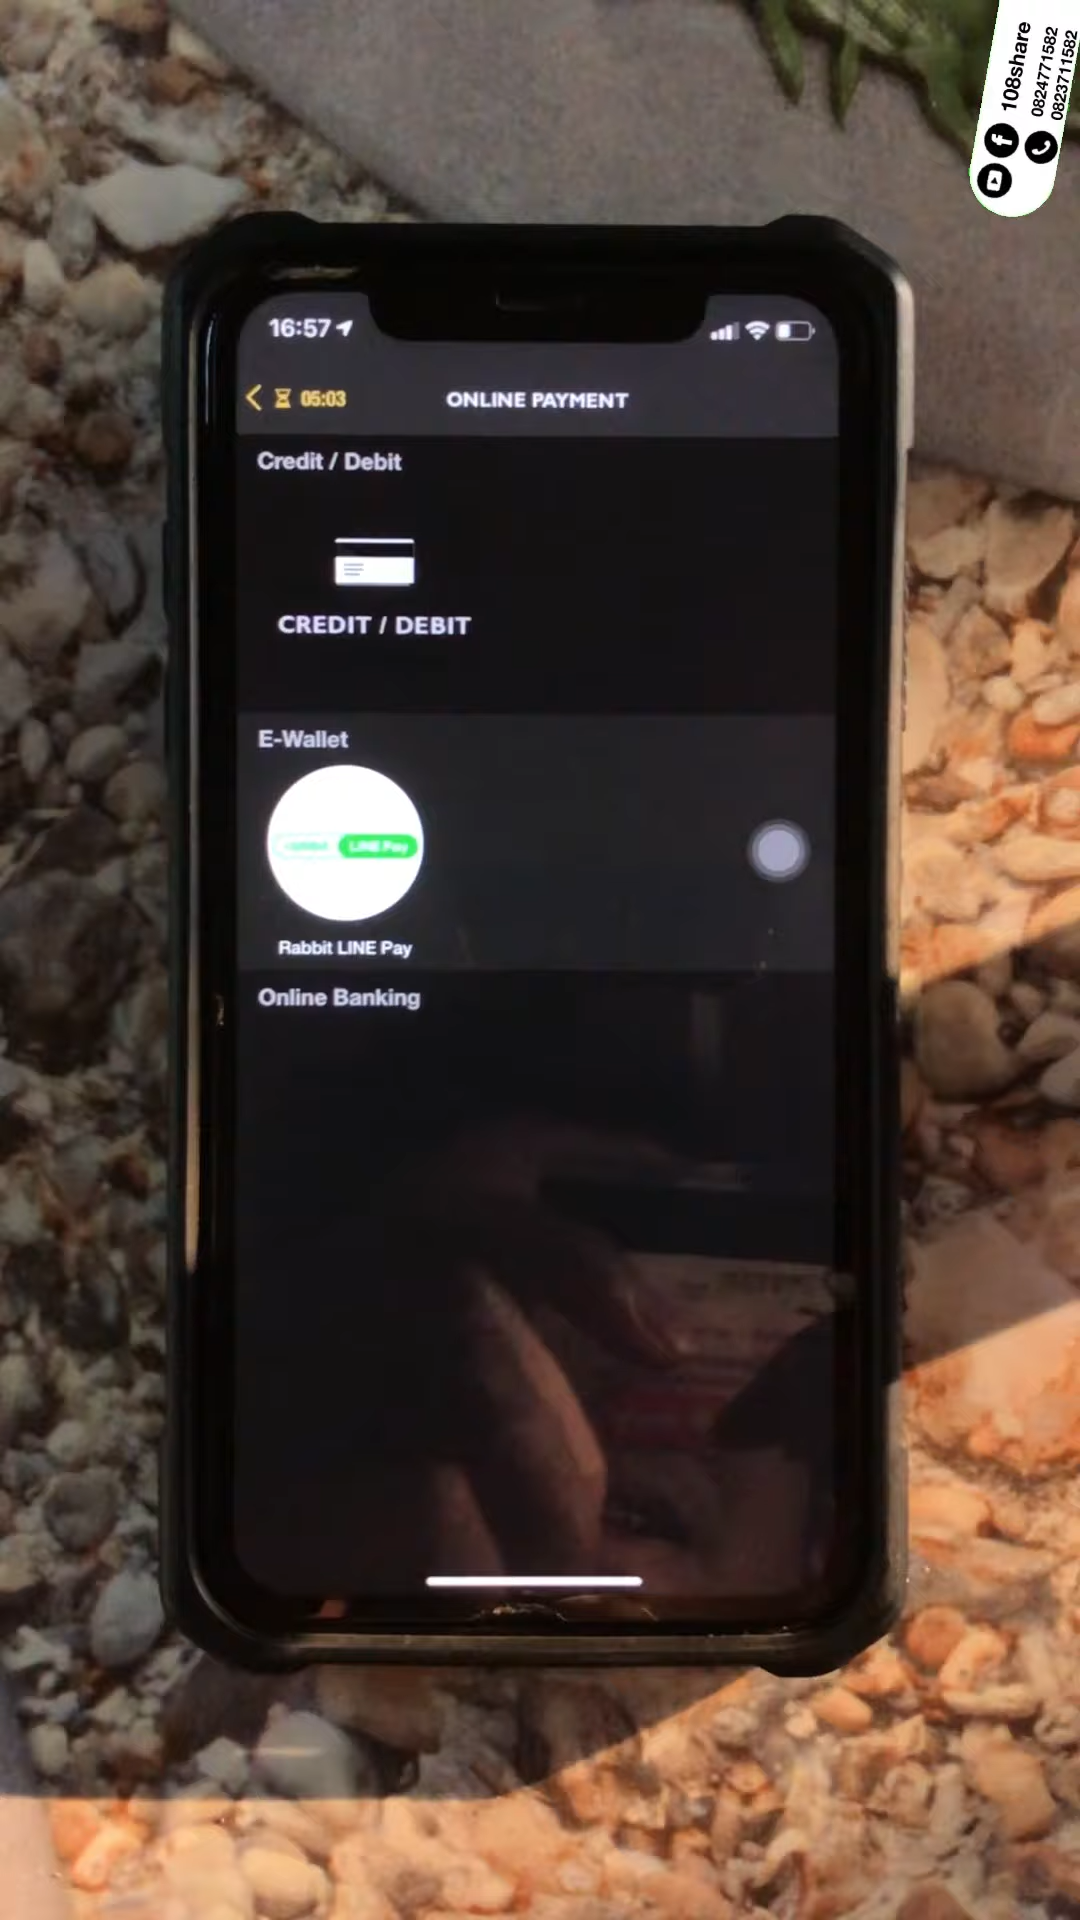 108share
0824771582
0823711582
16:57
05:03
ONLINE PAYMENT
Credit / Debit
CREDIT / DEBIT
E-Wallet
LINE Pay
Rabbit LINE Pay
Online Banking